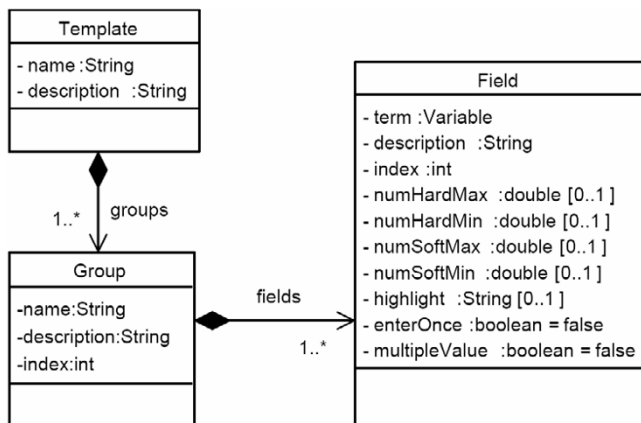 Template
- name :String
- description :String
groups
1..*
Group
-name:String
-description:String
-index:int
fields
1..*
Field
- term :Variable
- description :String
- index :int
- numHardMax :double [0..1 ]
- numHardMin :double [0..1 ]
- numSoftMax :double [0..1 ]
- numSoftMin :double [0..1 ]
- highlight :String [0..1 ]
- enterOnce :boolean = false
- multipleValue :boolean = false